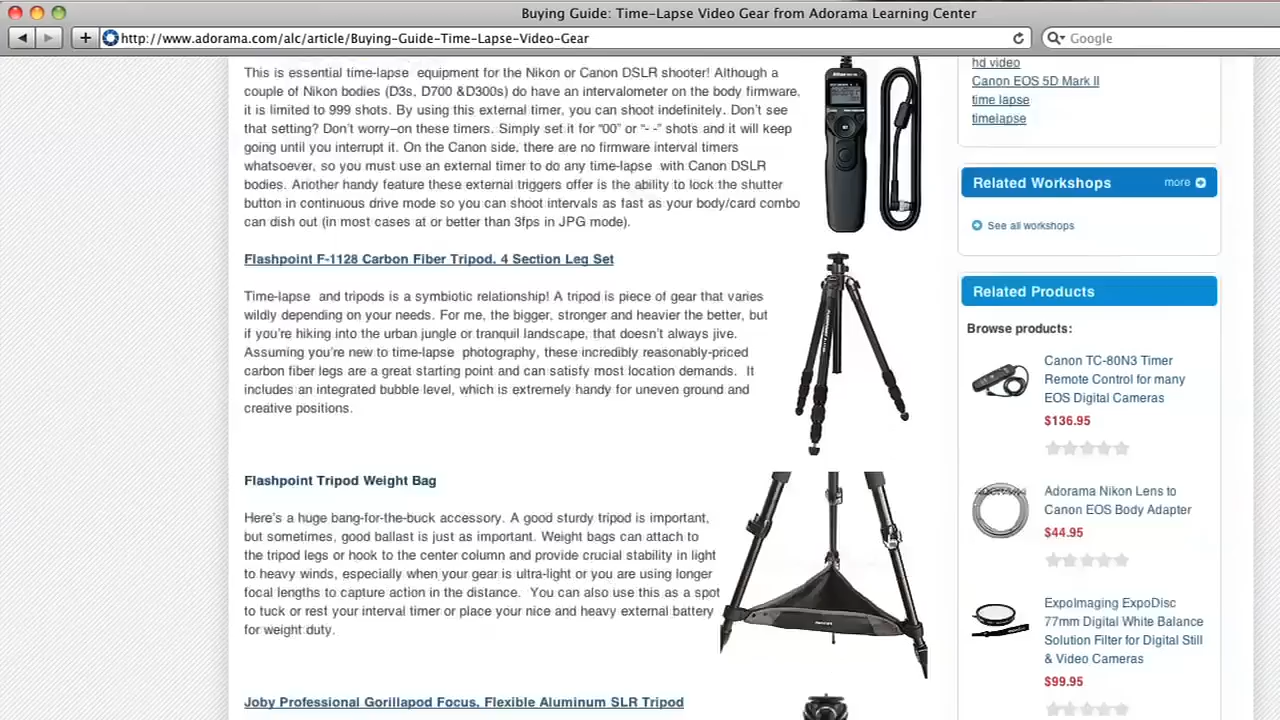 Buying Guide: Time-Lapse Video Gear from Adorama Learning Center
http://www.adorama.com/alc/article/Buying-Guide-Time-Lapse-Video-Gear
Google
This is essential time-lapse equipment for the Nikon or Canon DSLR shooter! Although a
couple of Nikon bodies (D3s, D700 &D300s) do have an intervalometer on the body firmware,
it is limited to 999 shots. By using this external timer, you can shoot indefinitely. Don't see
that setting? Don't worry–on these timers. Simply set it for “00” or “- -” shots and it will keep
going until you interrupt it. On the Canon side, there are no firmware interval timers
whatsoever, so you must use an external timer to do any time-lapse with Canon DSLR
bodies. Another handy feature these external triggers offer is the ability to lock the shutter
button in continuous drive mode so you can shoot intervals as fast as your body/card combo
can dish out (in most cases at or better than 3fps in JPG mode).
Flashpoint F-1128 Carbon Fiber Tripod, 4 Section Leg Set
Time-lapse and tripods is a symbiotic relationship! A tripod is piece of gear that varies
wildly depending on your needs. For me, the bigger, stronger and heavier the better, but
if you're hiking into the urban jungle or tranquil landscape, that doesn't always jive.
Assuming you're new to time-lapse photography, these incredibly reasonably-priced
carbon fiber legs are a great starting point and can satisfy most location demands. It
includes an integrated bubble level, which is extremely handy for uneven ground and
creative positions.
Flashpoint Tripod Weight Bag
Here's a huge bang-for-the-buck accessory. A good sturdy tripod is important,
but sometimes, good ballast is just as important. Weight bags can attach to
the tripod legs or hook to the center column and provide crucial stability in light
to heavy winds, especially when your gear is ultra-light or you are using longer
focal lengths to capture action in the distance. You can also use this as a spot
to tuck or rest your interval timer or place your nice and heavy external battery
for weight duty.
Joby Professional Gorillapod Focus, Flexible Aluminum SLR Tripod
hd video
Canon EOS 5D Mark II
time lapse
timelapse
Related Workshops
more
See all workshops
Related Products
Browse products:
Canon TC-80N3 Timer
Remote Control for many
EOS Digital Cameras
$136.95
Adorama Nikon Lens to
Canon EOS Body Adapter
$44.95
ExpoImaging ExpoDisc
77mm Digital White Balance
Solution Filter for Digital Still
& Video Cameras
$99.95